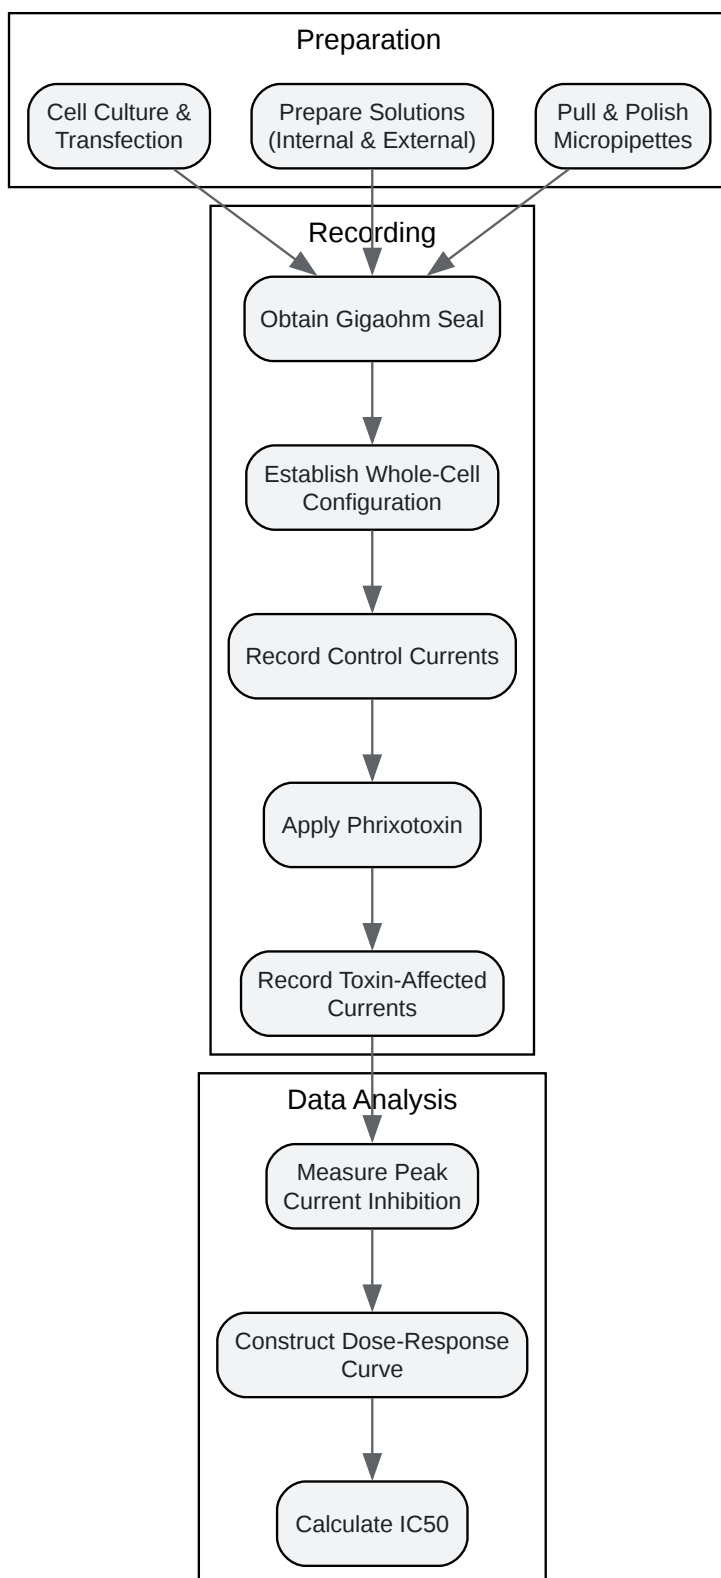 Preparation
Cell Culture &
Transfection
Prepare Solutions
(Internal & External)
Pull & Polish
Micropipettes
Recording
Obtain Gigaohm Seal
Establish Whole-Cell
Configuration
Record Control Currents
Apply Phrixotoxin
Record Toxin-Affected
Currents
Data Analysis
Measure Peak
Current Inhibition
Construct Dose-Response
Curve
Calculate IC50